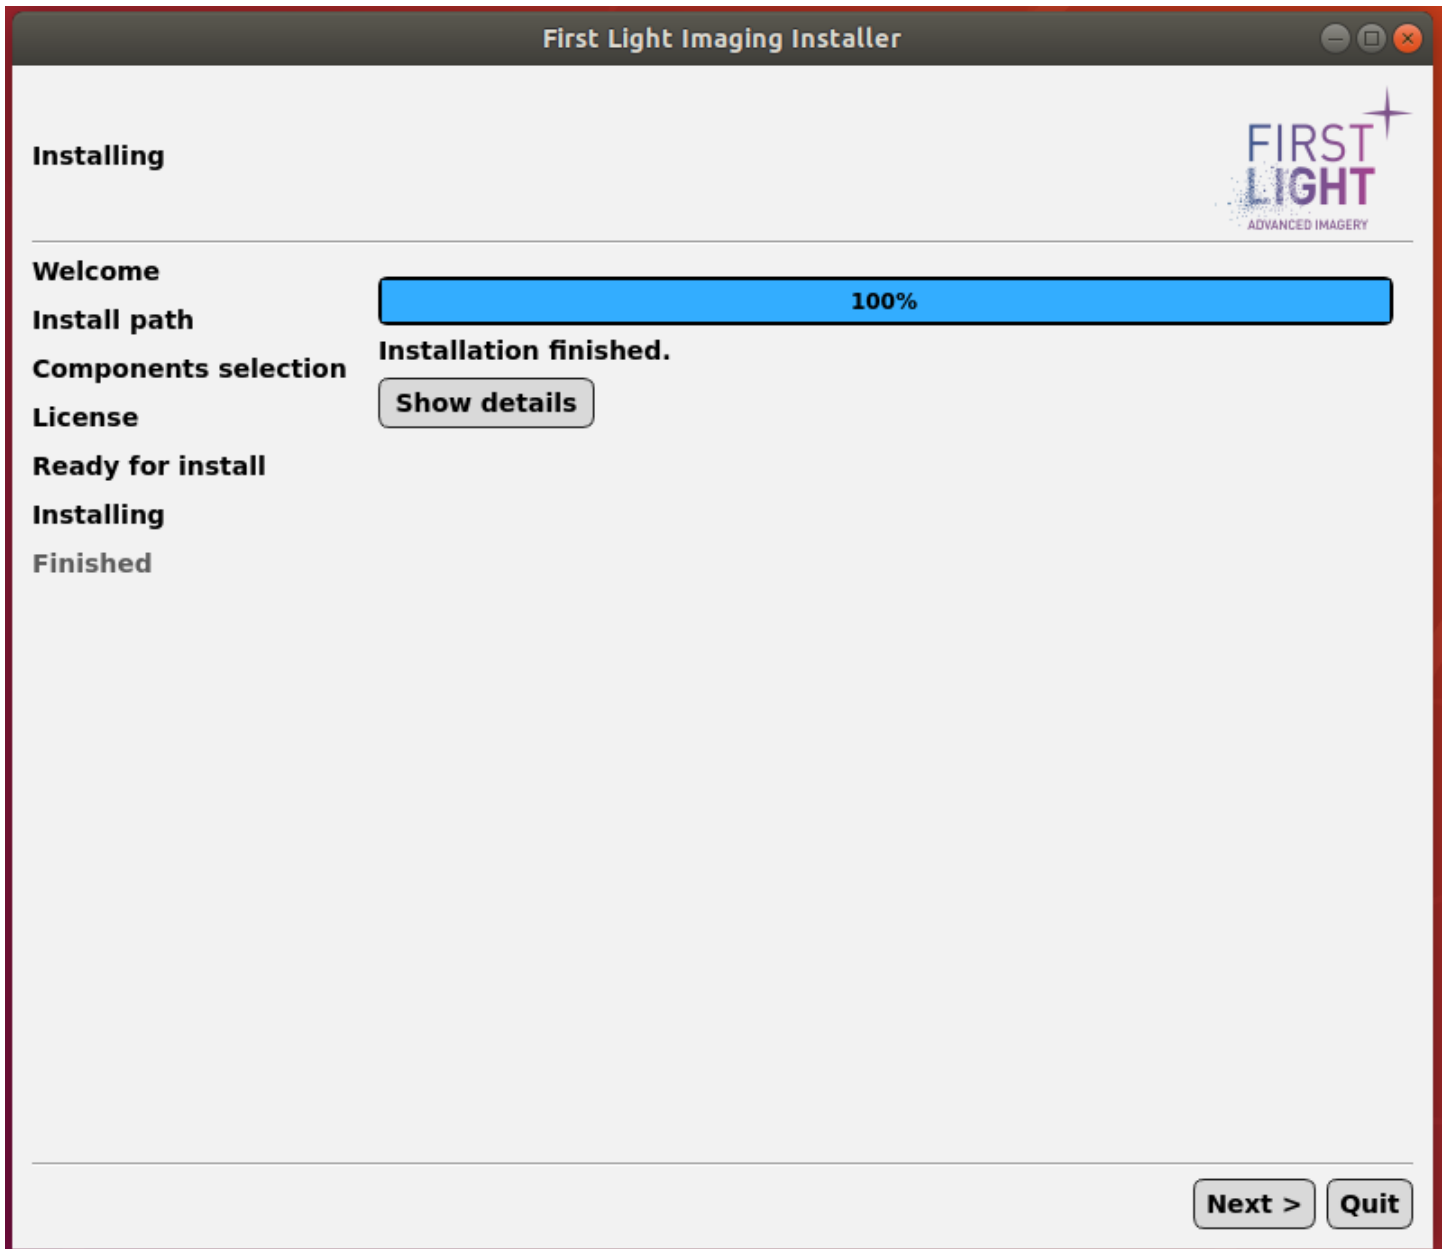 First Light Imaging Installer
Installing
FIRST
LIGHT
ADVANCED IMAGERY
Welcome
Install path
Components selection
License
Ready for install
Installing
Finished
100%
Installation finished.
Show details
Next >
Quit